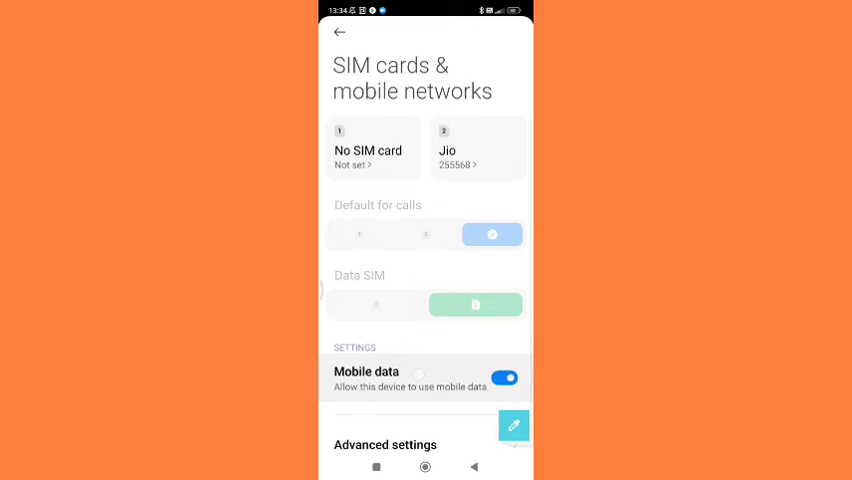 13:34
SIM cards &
mobile networks
1
2
No SIM card
Jio
Not set >
255568 >
Default for calls
1
2
Data SIM
SETTINGS
Mobile data
Allow this device to use mobile data
Advanced settings